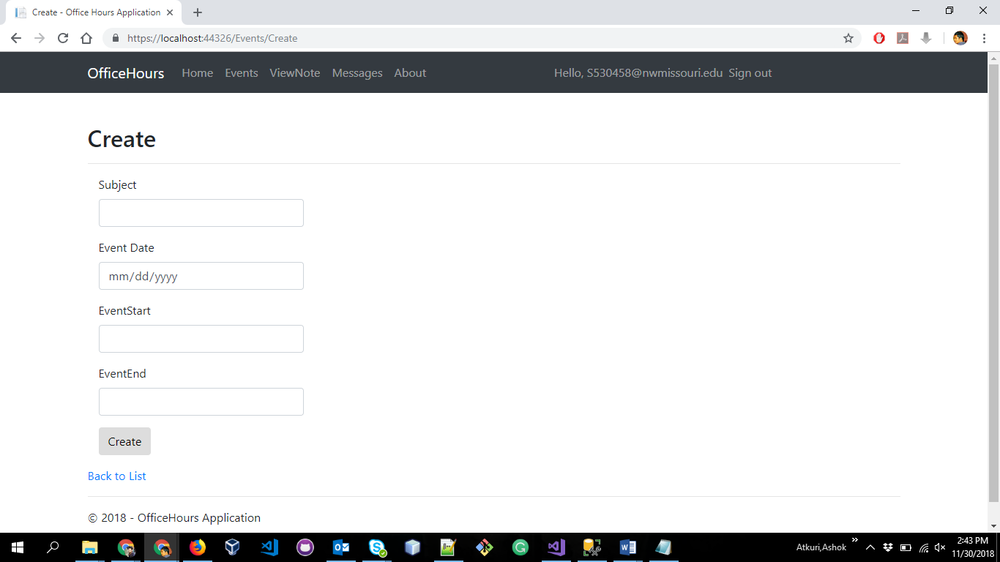 Create - Office Hours Application
https://localhost:44326/Events/Create
OfficeHours Home Events ViewNote Messages About Hello, S530458@nwmissouri.edu Sign out
Create
Subject
Event Date
mm/dd/yyyy
EventStart
EventEnd
Create
Back to List
© 2018 - OfficeHours Application
Atkuri,Ashok
2:43 PM
11/30/2018